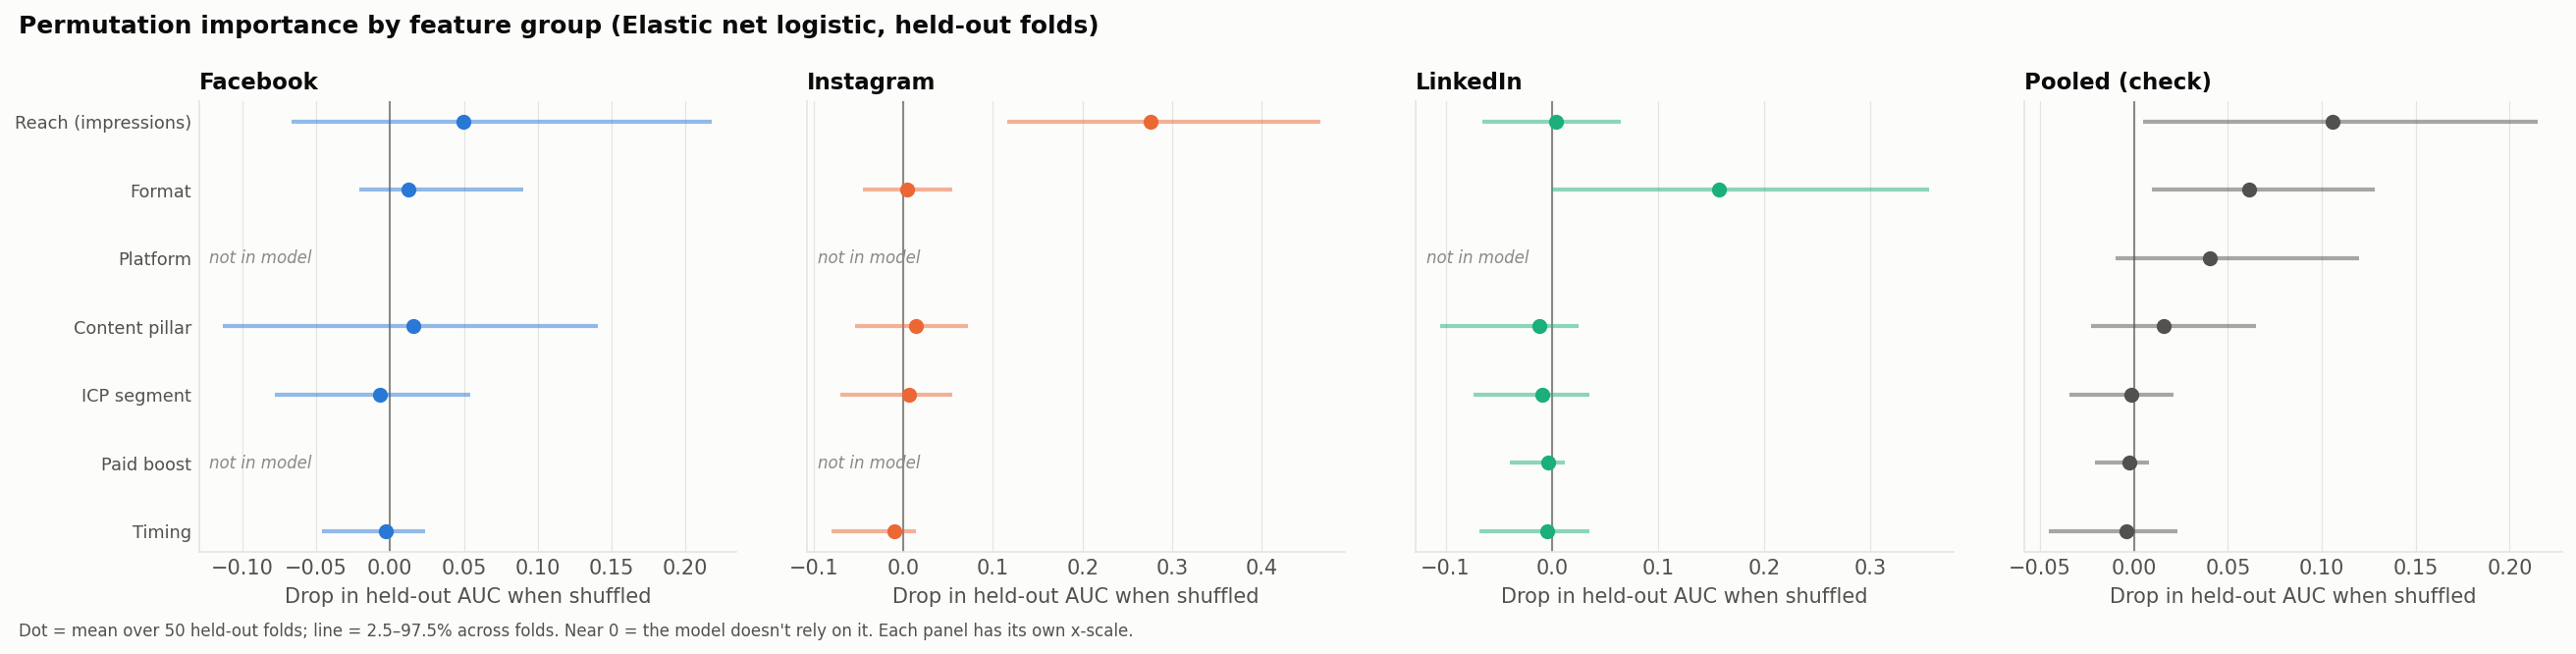 Permutation importance by feature group (Elastic net logistic, held-out folds)
Facebook
Instagram
LinkedIn
Pooled (check)
Reach (impressions)
Format
Platform
not in model
not in model
not in model
Content pillar
ICP segment
Paid boost
not in model
not in model
Timing
−0.10 −0.05 0.00 0.05 0.10 0.15 0.20
−0.1 0.0 0.1 0.2 0.3 0.4
−0.1 0.0 0.1 0.2 0.3
−0.05 0.00 0.05 0.10 0.15 0.20
Drop in held-out AUC when shuffled
Drop in held-out AUC when shuffled
Drop in held-out AUC when shuffled
Drop in held-out AUC when shuffled
Dot = mean over 50 held-out folds; line = 2.5–97.5% across folds. Near 0 = the model doesn't rely on it. Each panel has its own x-scale.